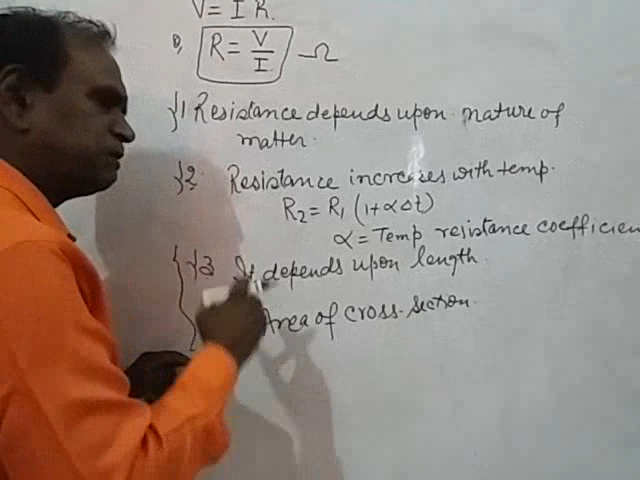 V = I R.
R = V/I Ω
1 Resistance depends upon nature of
matter.
2. Resistance increases with temp.
R₂ = R₁ (1+αΔt)
α = Temp resistance coefficien
3 It depends upon length.
Area of cross-section.